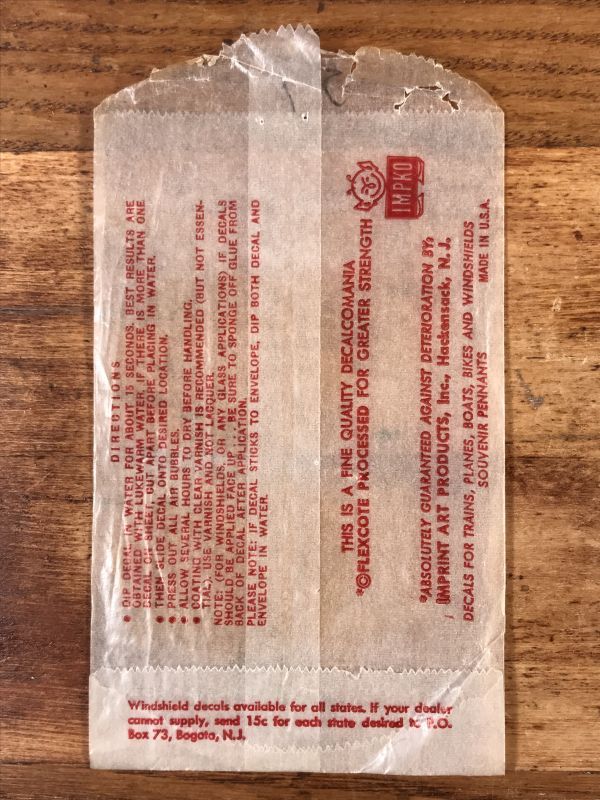 DIRECTIONS
• DIP DECAL IN WATER FOR ABOUT 15 SECONDS. BEST RESULTS ARE
OBTAINED WITH LUKEWARM WATER. IF THERE IS MORE THAN ONE
DECAL ON SHEET, CUT APART BEFORE PLACING IN WATER.
• THEN SLIDE DECAL ONTO DESIRED LOCATION.
• PRESS OUT ALL AIR BUBBLES.
• ALLOW SEVERAL HOURS TO DRY BEFORE HANDLING.
• COATING WITH CLEAR VARNISH IS RECOMMENDED (BUT NOT ESSEN-
TIAL). USE VARNISH AND NOT LACQUER.
NOTE: (FOR WINDSHIELDS, OR ANY GLASS APPLICATIONS) IF DECALS
SHOULD BE APPLIED FACE UP . . . BE SURE TO SPONGE OFF GLUE FROM
BACK OF DECAL AFTER APPLICATION.
PLEASE NOTE: IF DECAL STICKS TO ENVELOPE, DIP BOTH DECAL AND
ENVELOPE IN WATER.
THIS IS A FINE QUALITY DECALCOMANIA
*©FLEXCOTE PROCESSED FOR GREATER STRENGTH
IMPKO
*ABSOLUTELY GUARANTEED AGAINST DETERIORATION BY:
IMPRINT ART PRODUCTS, Inc., Hackensack, N. J.
DECALS FOR TRAINS, PLANES, BOATS, BIKES AND WINDSHIELDS
SOUVENIR PENNANTS
MADE IN U.S.A.
Windshield decals available for all states. If your dealer
cannot supply, send 15c for each state desired to P.O.
Box 73, Bogota, N.J.